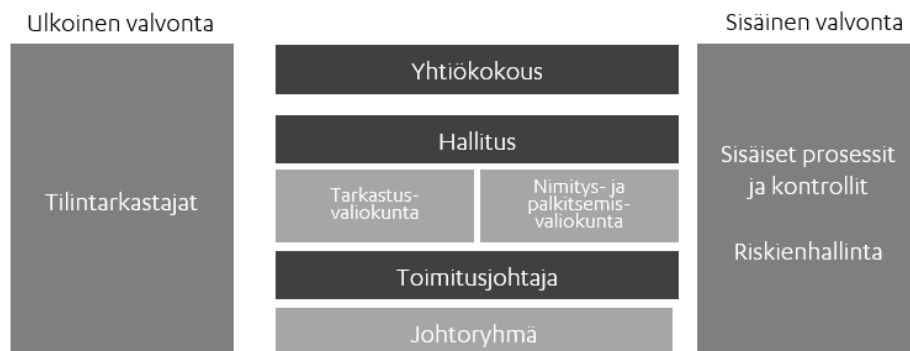 Ulkoinen valvonta
Tilintarkastajat
Yhtiökokous
Hallitus
Tarkastus-
valiokunta
Nimitys- ja
palkitsemis-
valiokunta
Toimitusjohtaja
Johtoryhmä
Sisäinen valvonta
Sisäiset prosessit
ja kontrollit
Riskienhallinta